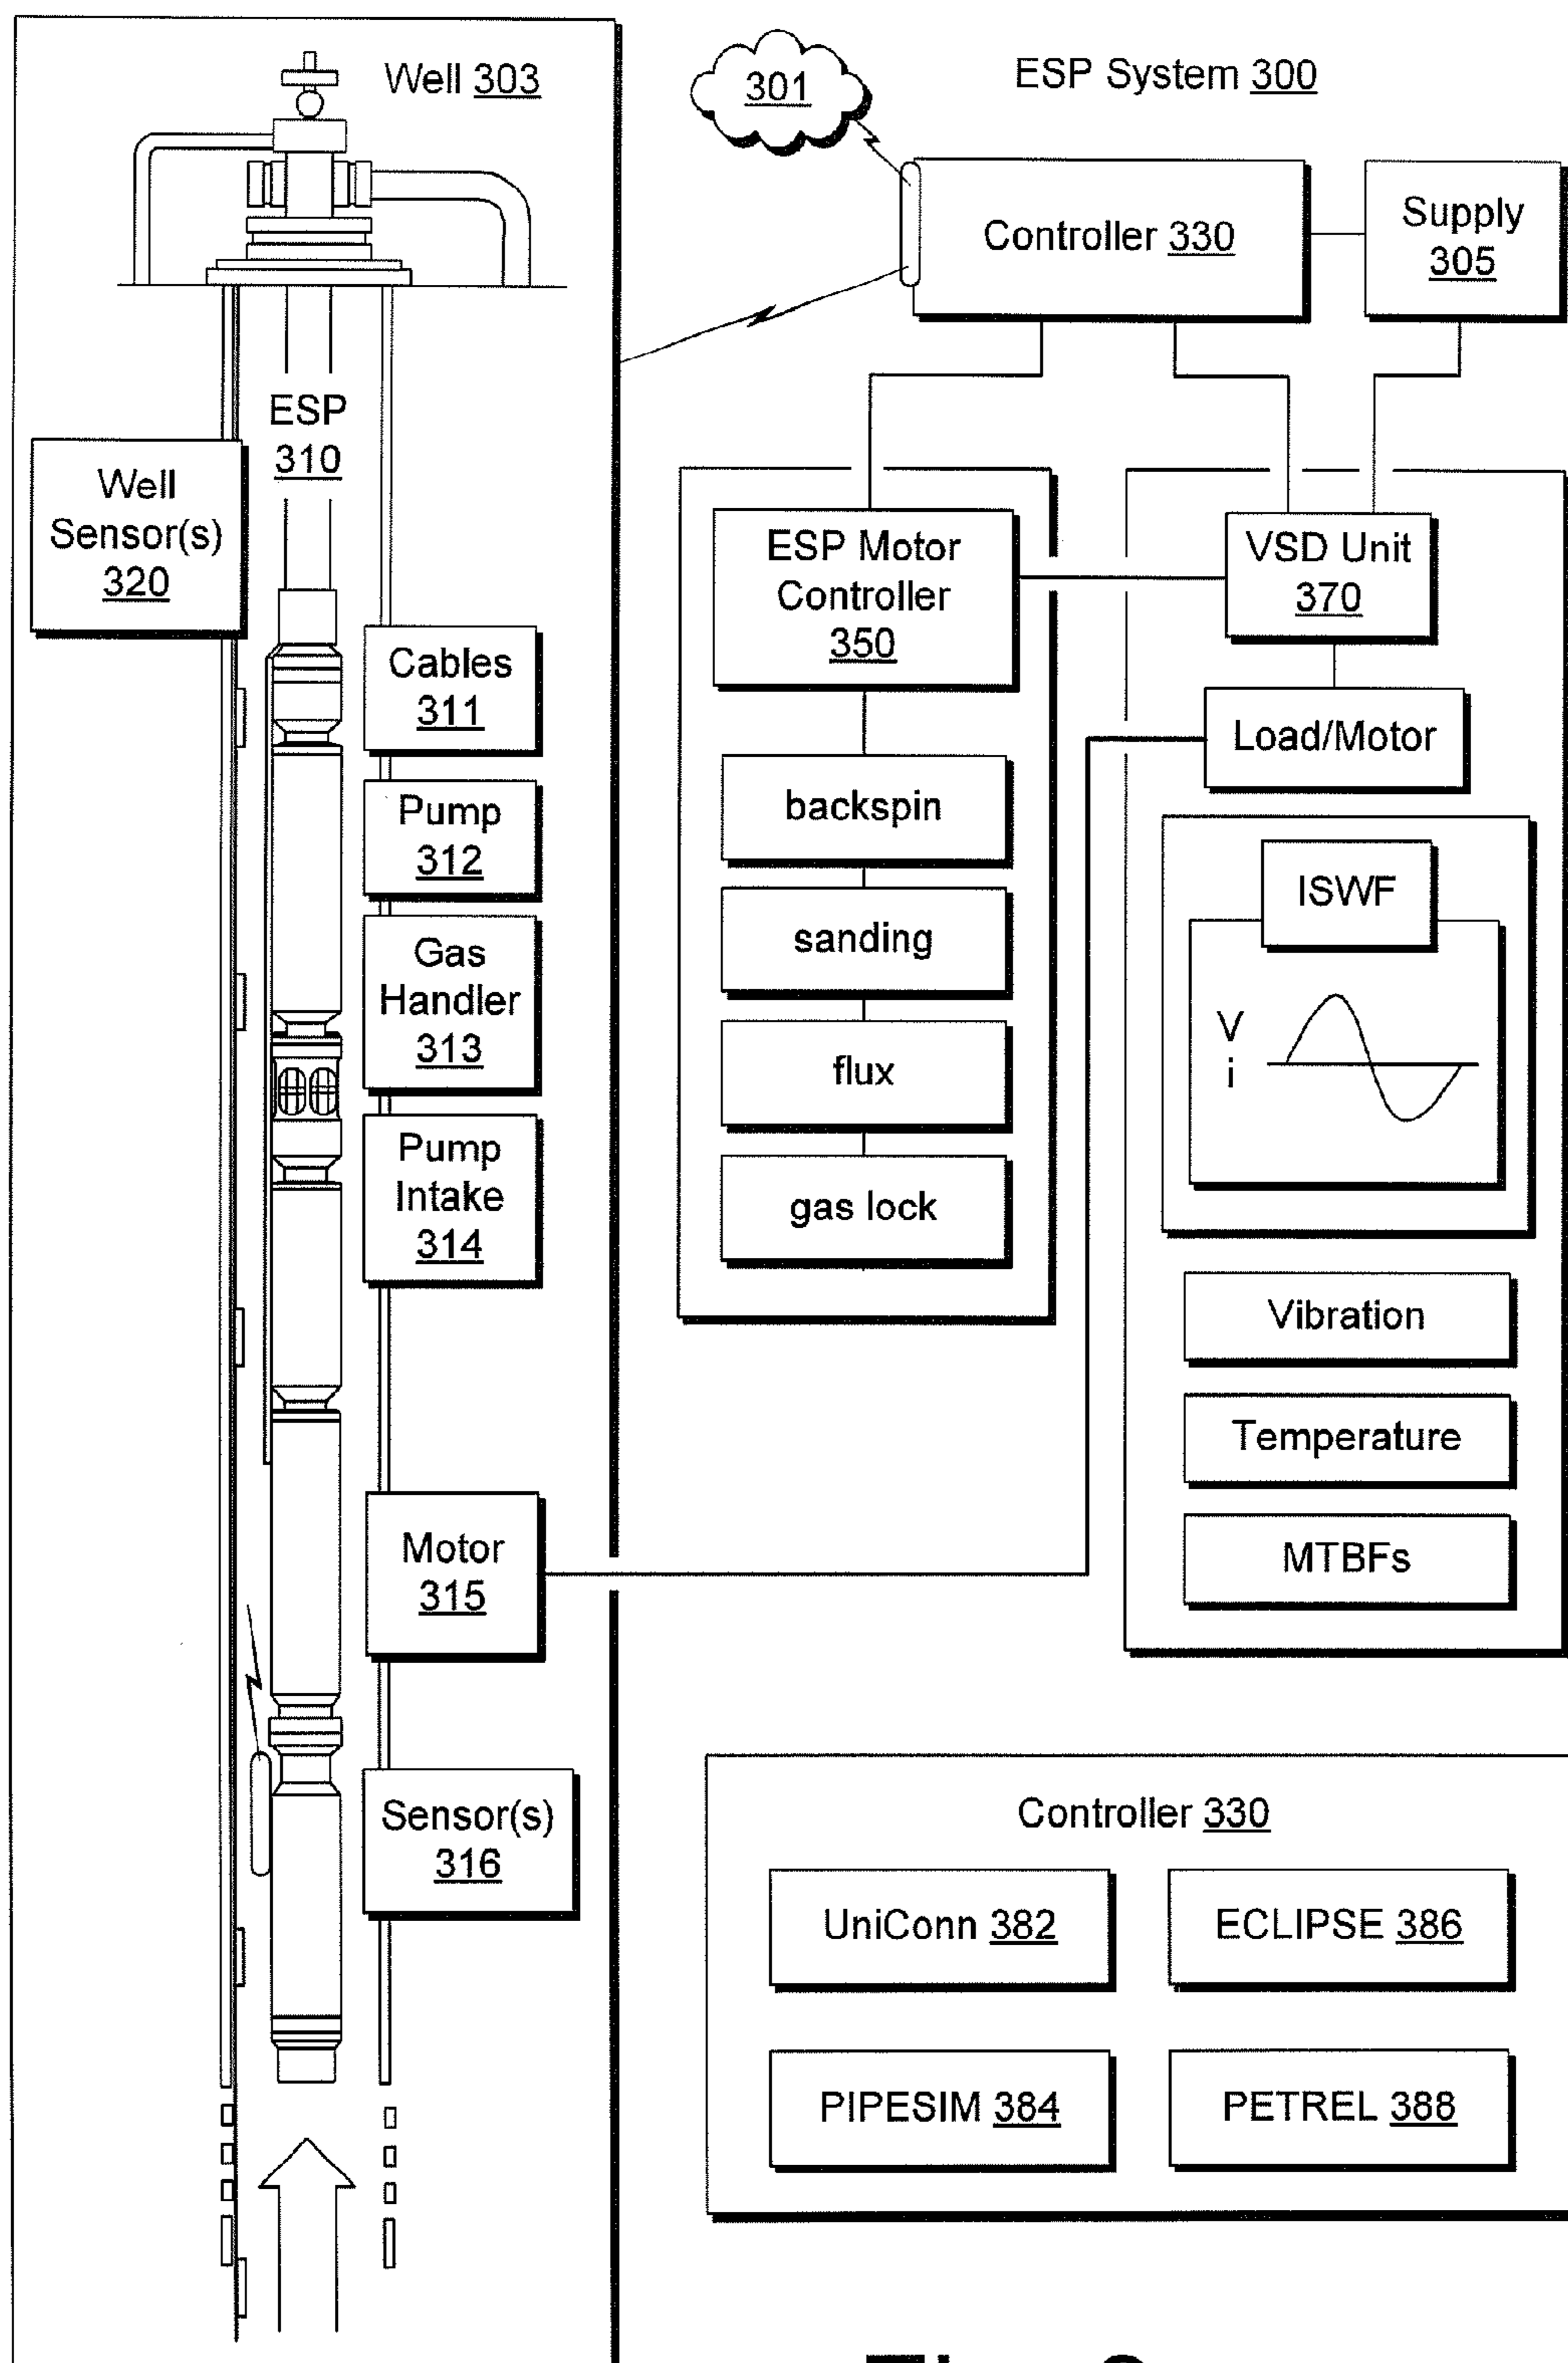 Well 303
301
ESP System 300
Controller 330
Supply
305
ESP
310
Well
Sensor(s)
320
Cables
311
Pump
312
Gas
Handler
313
Pump
Intake
314
Motor
315
Sensor(s)
316
ESP Motor
Controller
350
backspin
sanding
flux
gas lock
VSD Unit
370
Load/Motor
ISWF
V
i
Vibration
Temperature
MTBFs
Controller 330
UniConn 382
ECLIPSE 386
PIPESIM 384
PETREL 388